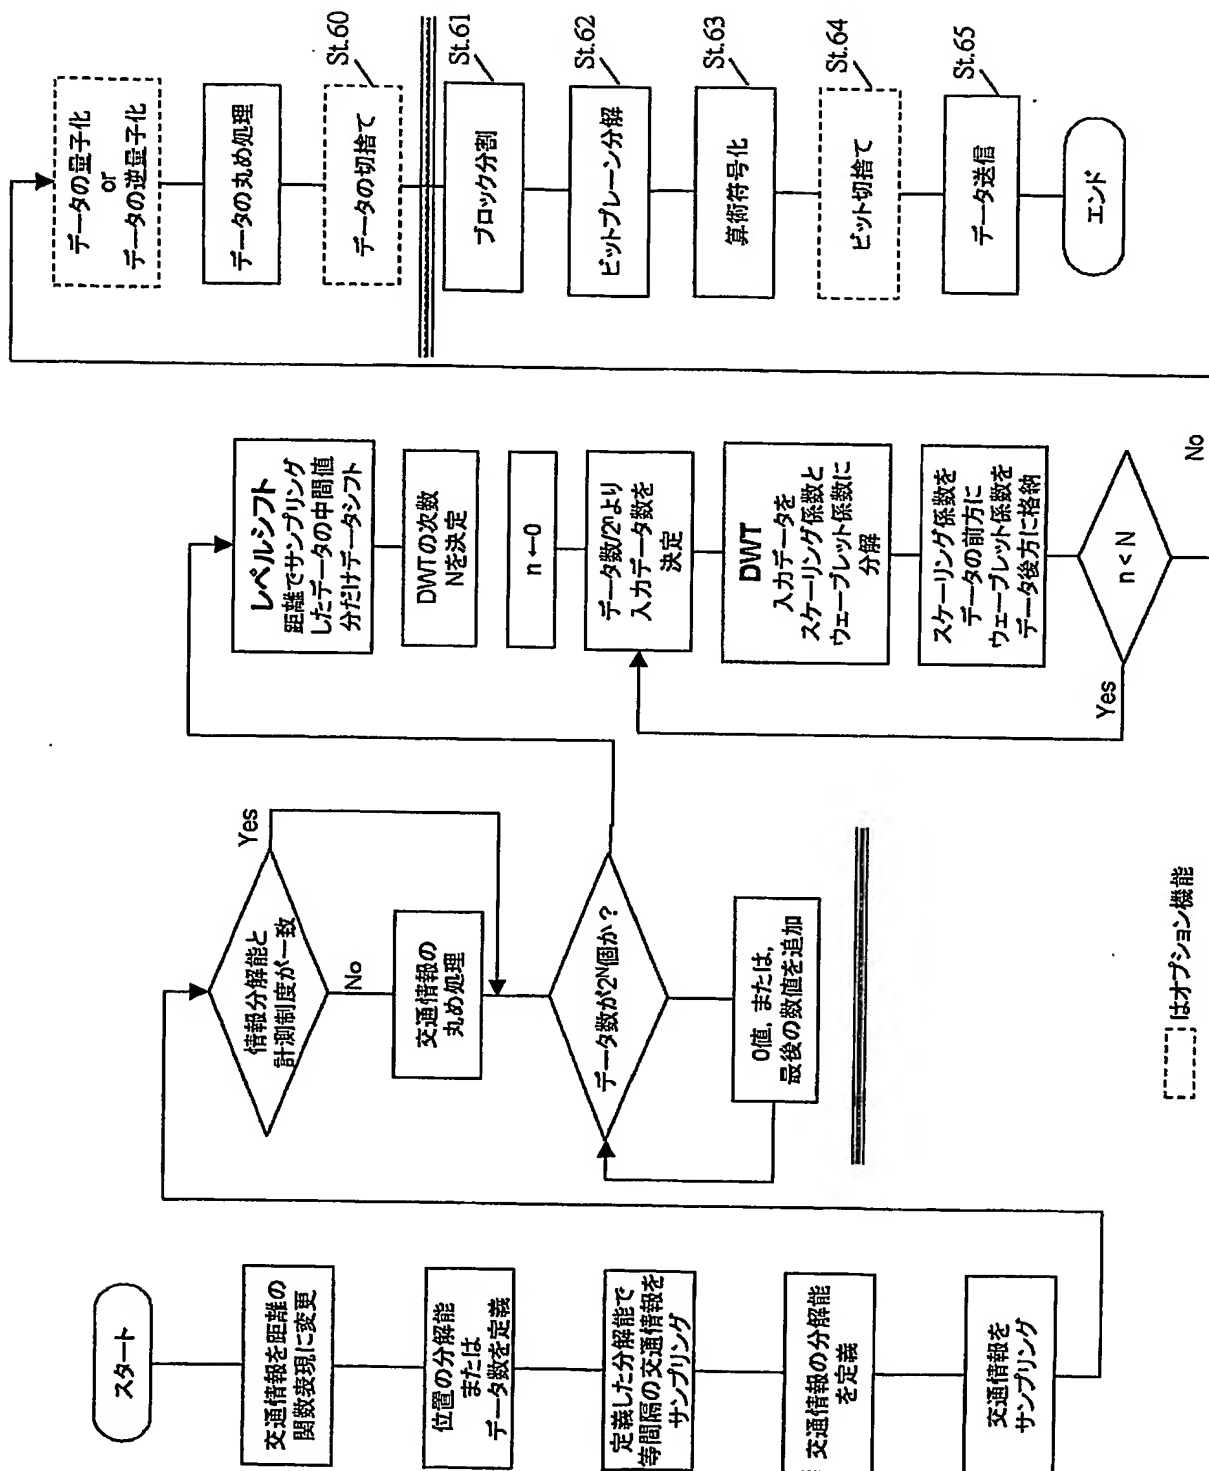 スタート
交通情報を距離の
関数表現に変更
位置の分解能
または
データ数を定義
定義した分解能で
等間隔の交通情報を
サンプリング
交通情報の分解能
を定義
交通情報を
サンプリング
情報分解能と
計測制度が一致
Yes
No
交通情報の
丸め処理
データ数が2ᴺ個か？
0値，または，
最後の数値を追加
レベルシフト
距離でサンプリング
したデータの中間値
分だけデータシフト
DWTの次数
Nを決定
n←0
データ数/2ⁿより
入力データ数を
決定
DWT
入力データを
スケーリング係数と
ウェーブレット係数に
分解
スケーリング係数を
データの前方に
ウェーブレット係数を
データ後方に格納
n < N
Yes
No
データの量子化
or
データの逆量子化
データの丸め処理
データの切捨て
St.60
ブロック分割
St.61
ビットプレーン分解
St.62
算術符号化
St.63
ビット切捨て
St.64
データ送信
St.65
エンド
はオプション機能